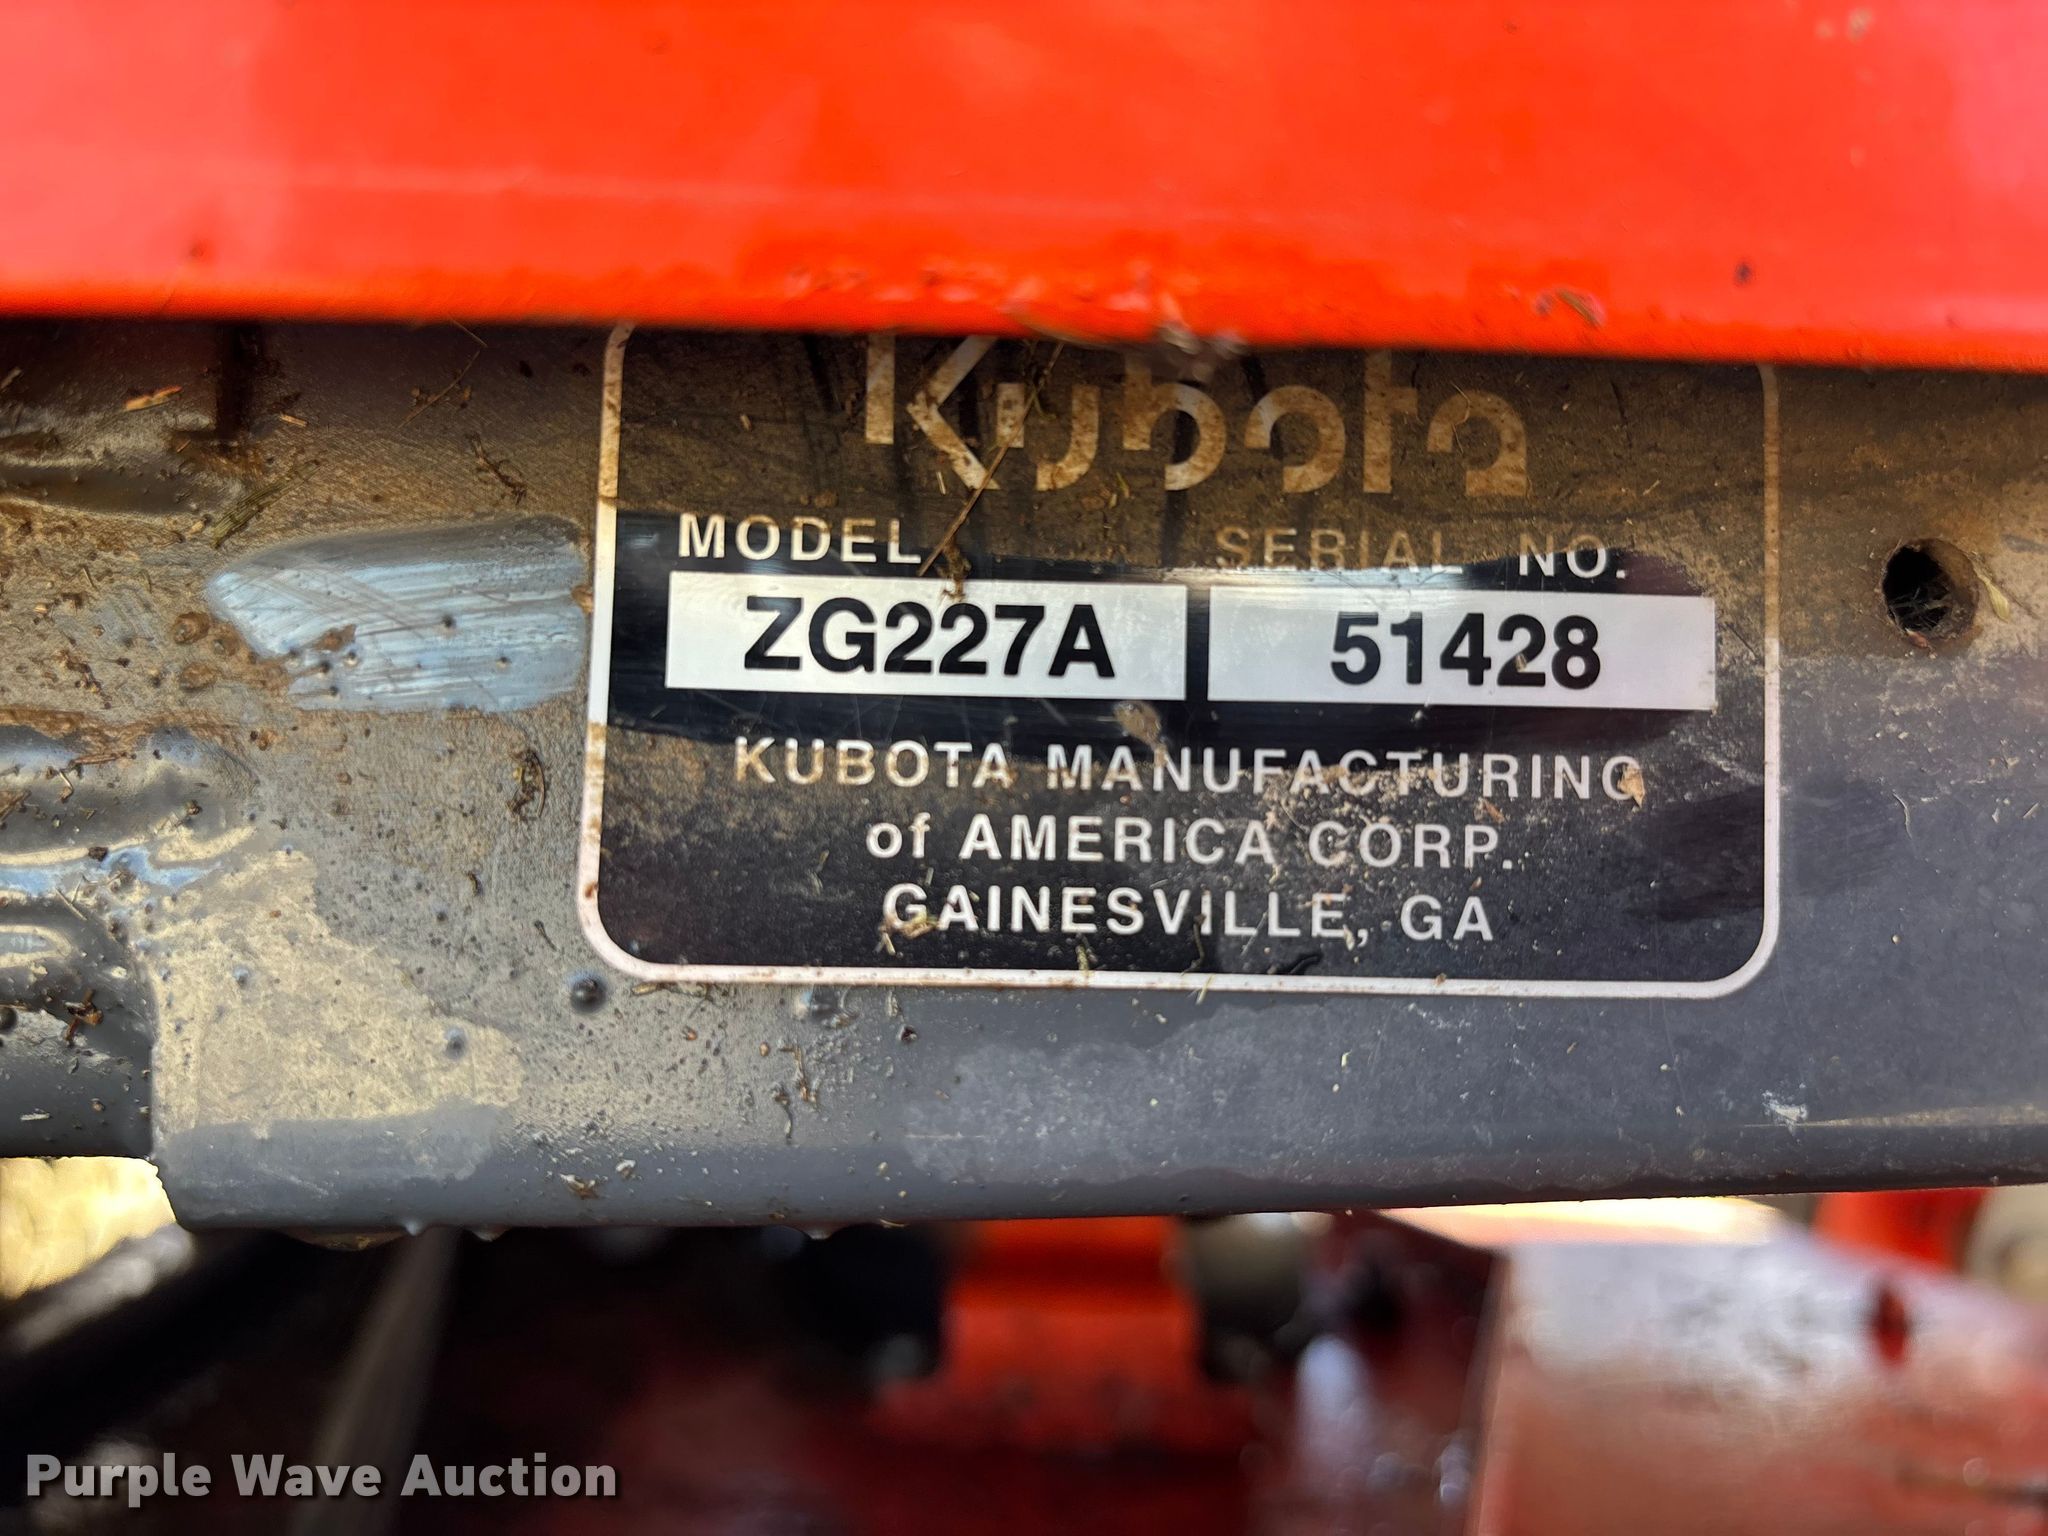 Kubota
MODEL SERIAL NO.
ZG227A 51428
KUBOTA MANUFACTURING
of AMERICA CORP.
GAINESVILLE, GA
Purple Wave Auction